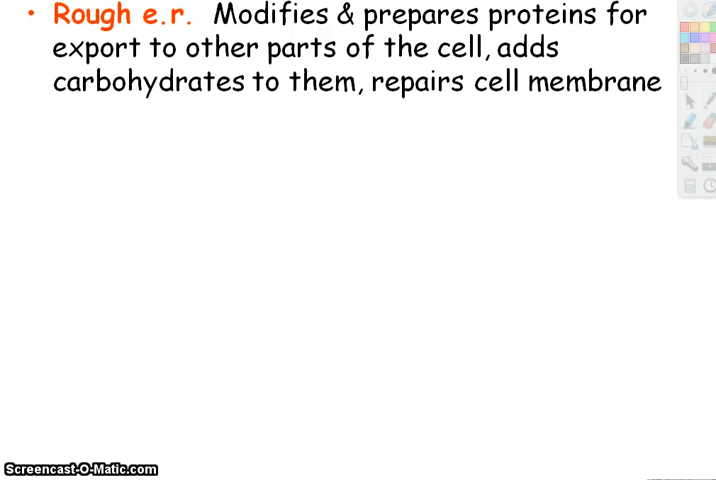 • Rough e.r. Modifies & prepares proteins for
export to other parts of the cell, adds
carbohydrates to them, repairs cell membrane
Screencast-O-Matic.com